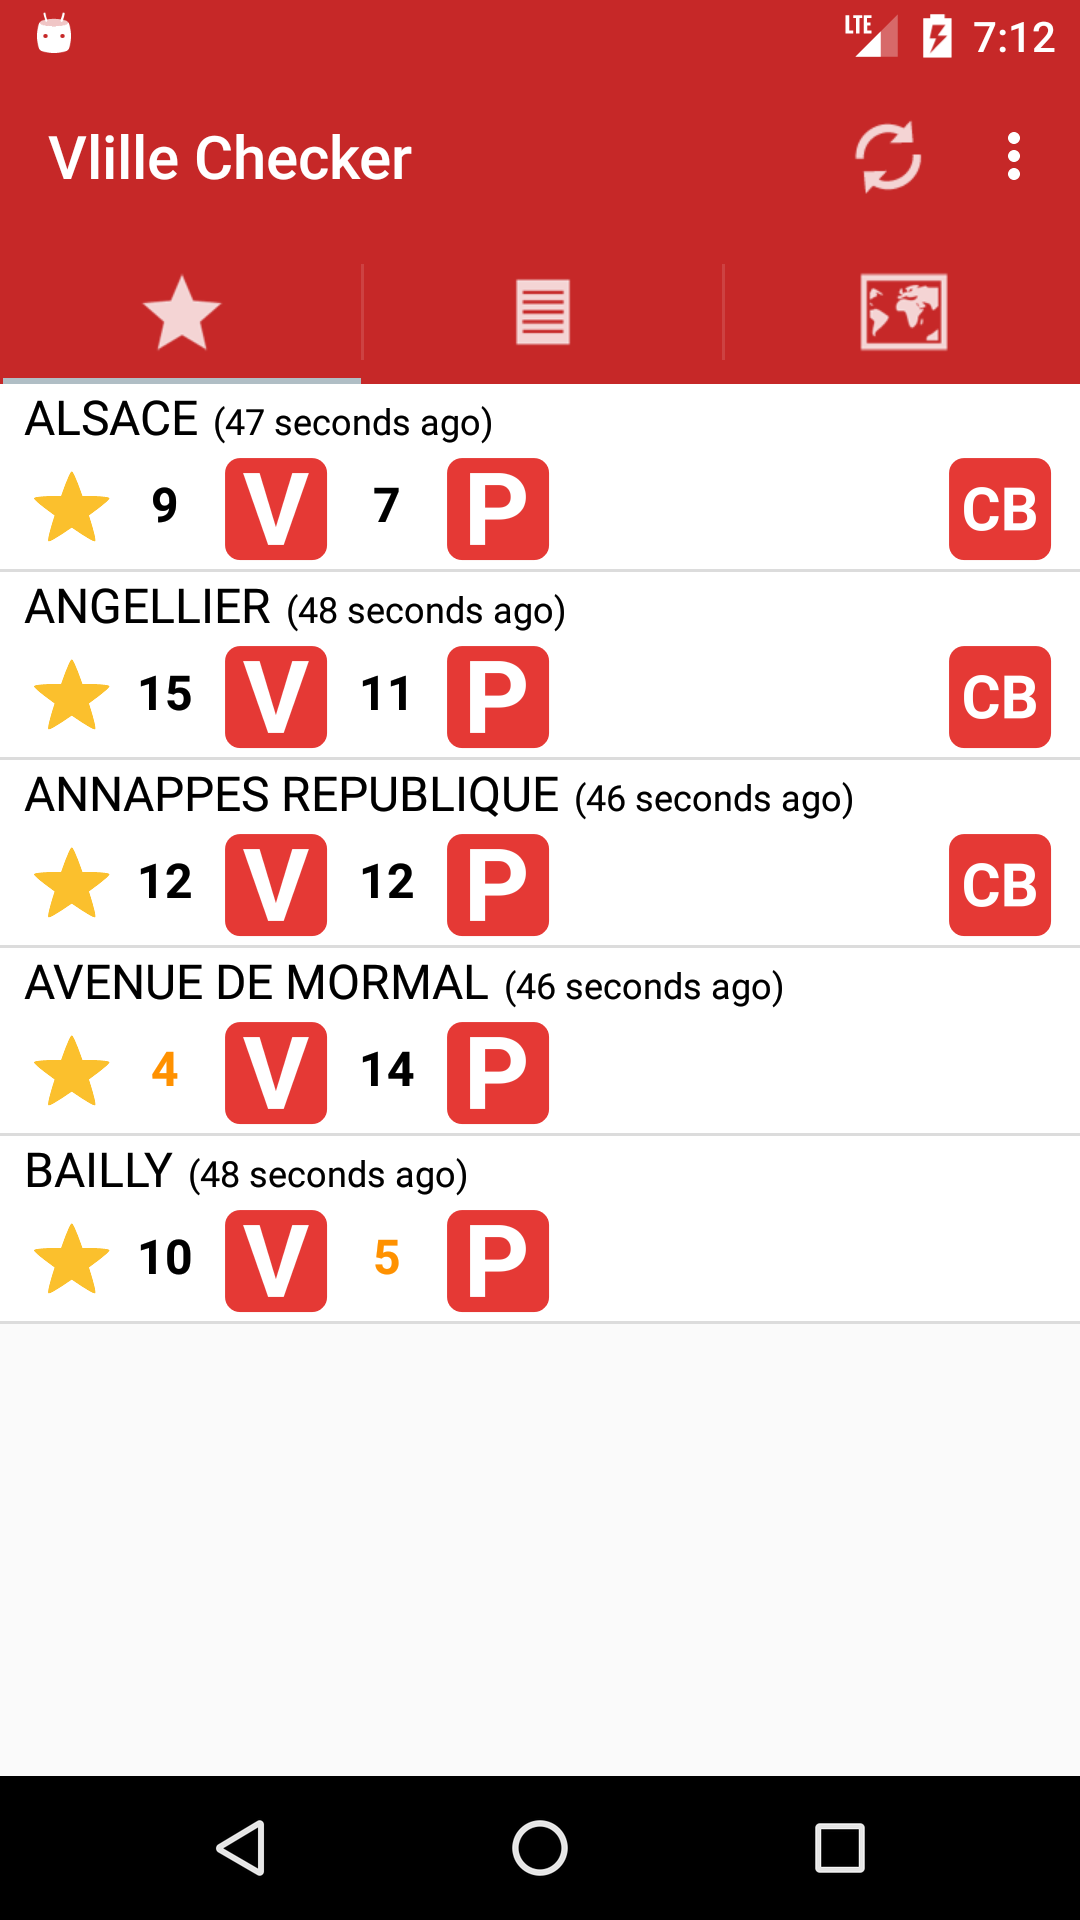 LTE 7:12
Vlille Checker
ALSACE (47 seconds ago)
9 V 7 P CB
ANGELLIER (48 seconds ago)
15 V 11 P CB
ANNAPPES REPUBLIQUE (46 seconds ago)
12 V 12 P CB
AVENUE DE MORMAL (46 seconds ago)
4 V 14 P
BAILLY (48 seconds ago)
10 V 5 P